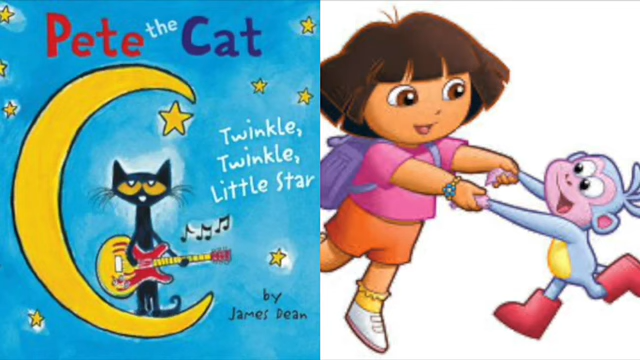 Pete the Cat
Twinkle,
Twinkle,
Little Star
by
James Dean